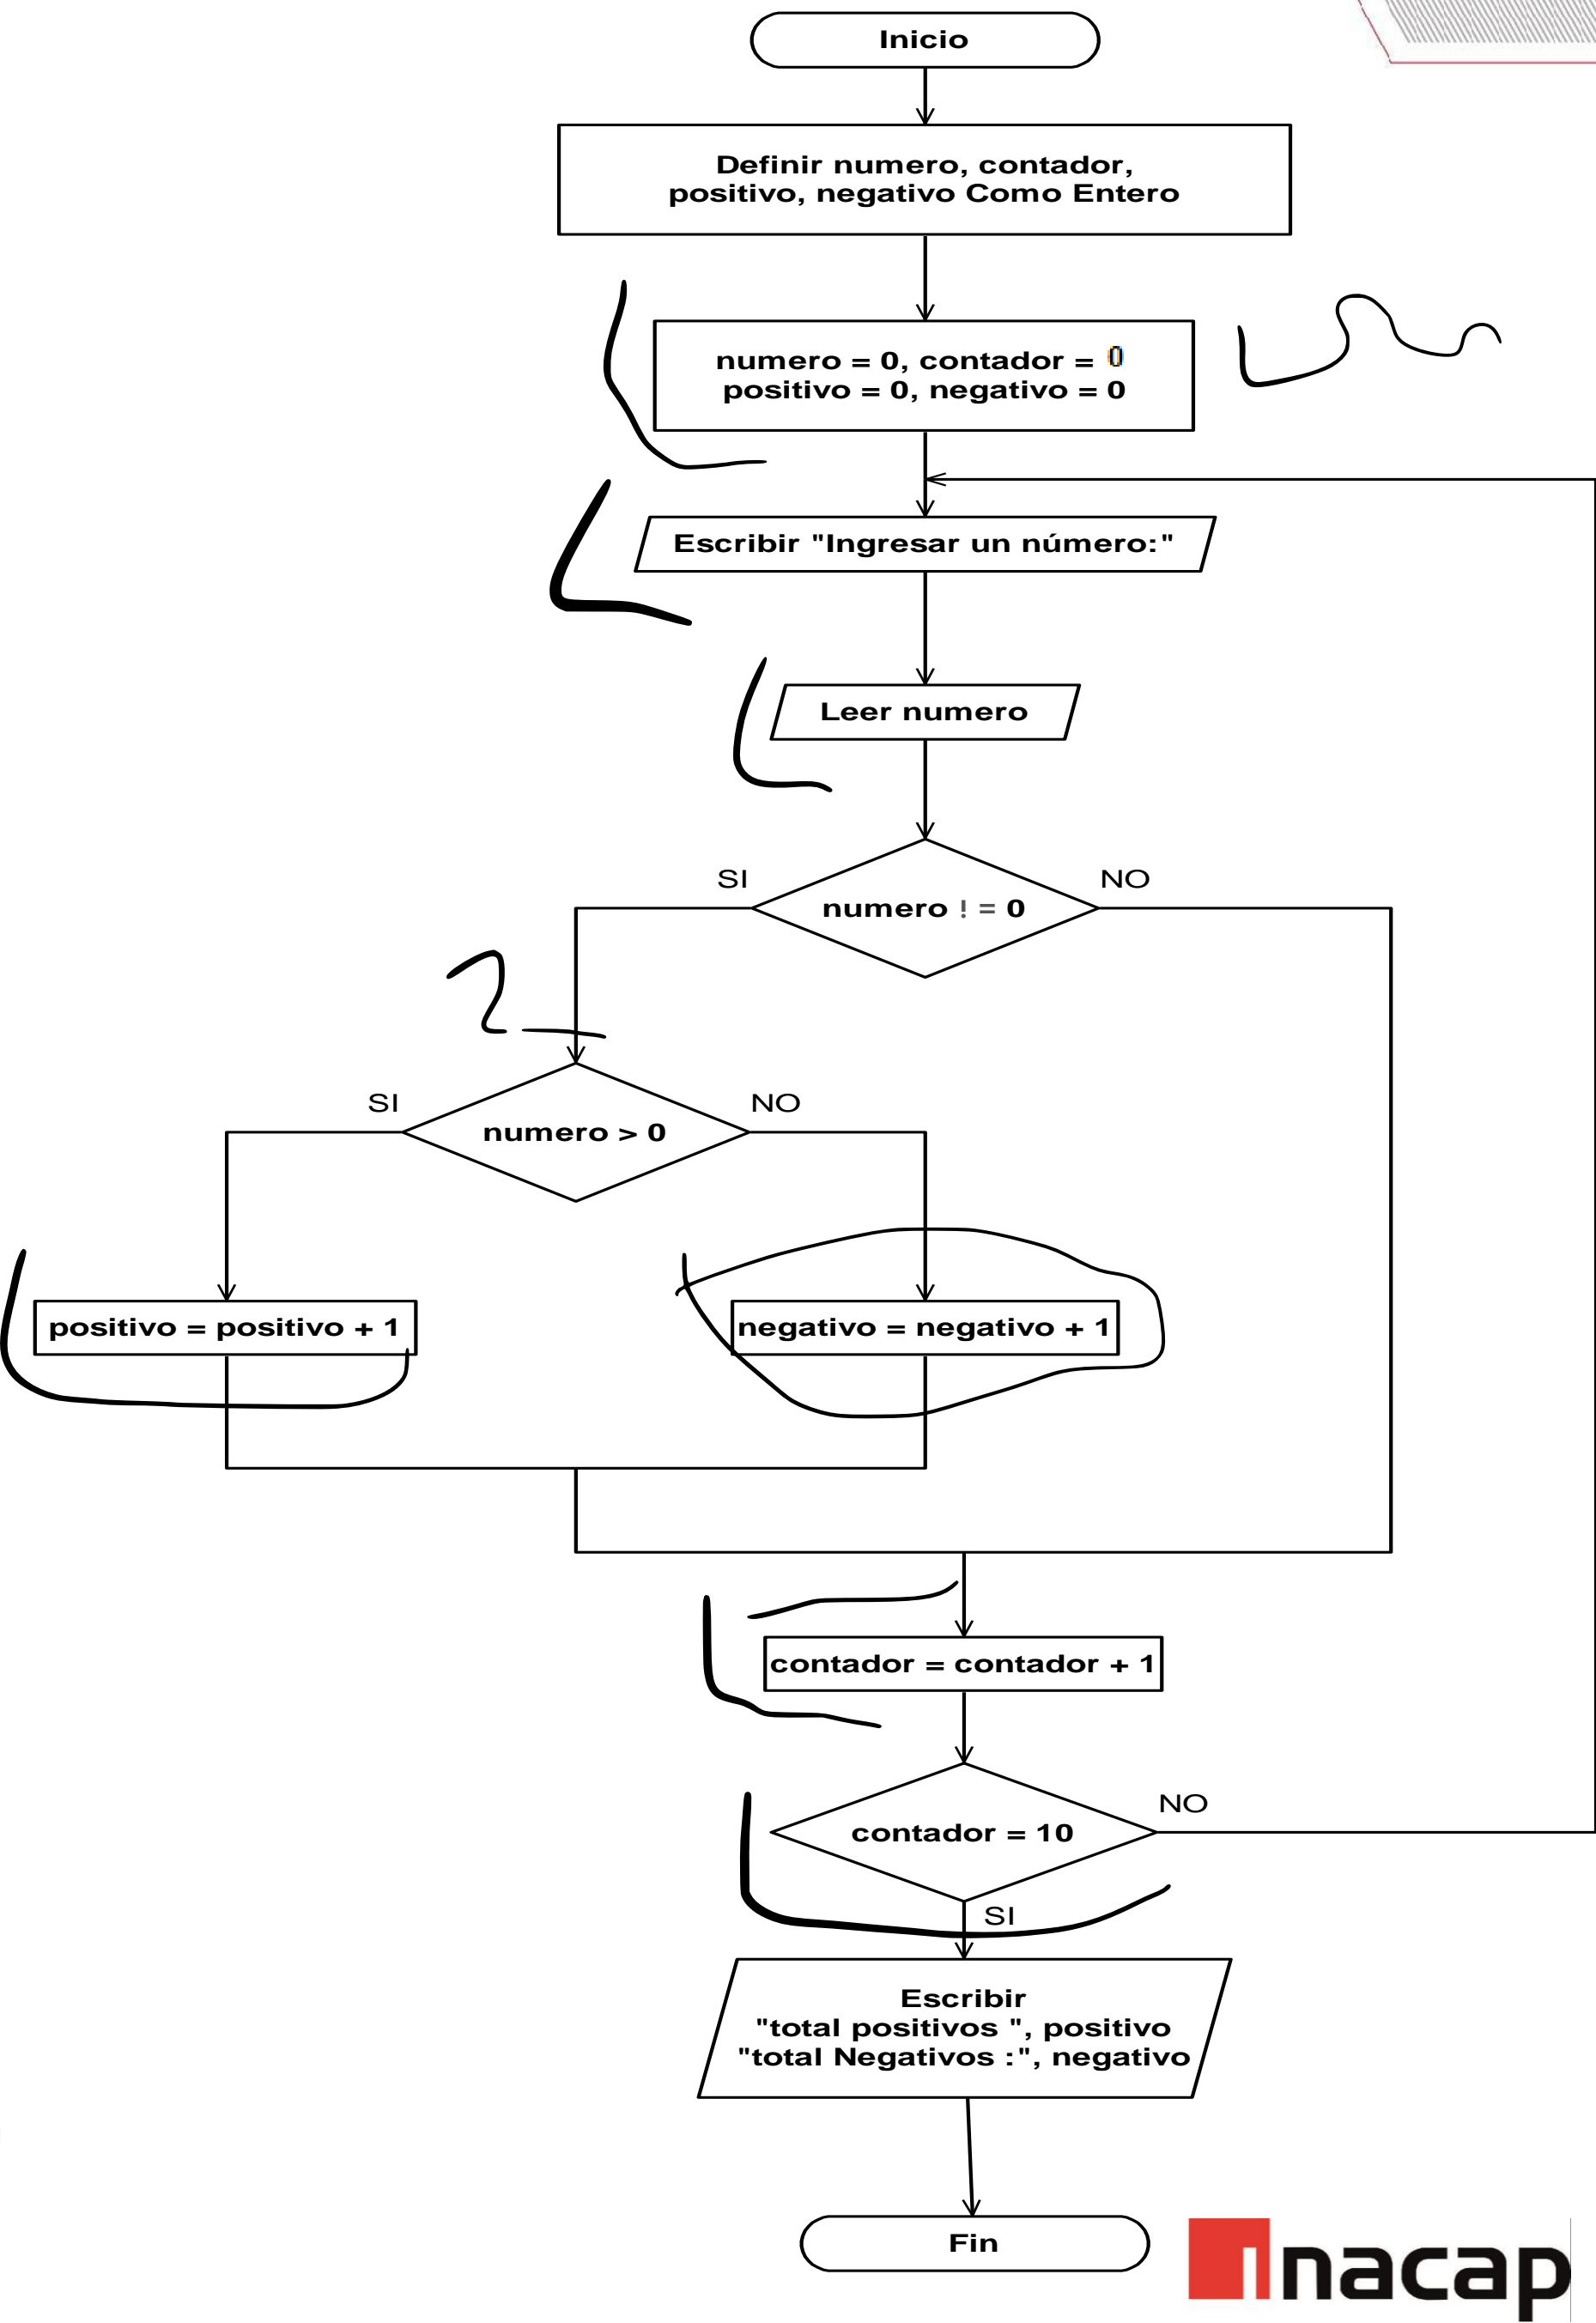 Inicio
Definir numero, contador,
positivo, negativo Como Entero
numero = 0, contador = 0
positivo = 0, negativo = 0
Escribir "Ingresar un número:"
Leer numero
SI
NO
numero ! = 0
SI
NO
numero > 0
positivo = positivo + 1
negativo = negativo + 1
contador = contador + 1
NO
contador = 10
SI
Escribir
"total positivos ", positivo
"total Negativos :", negativo
Fin
inacap